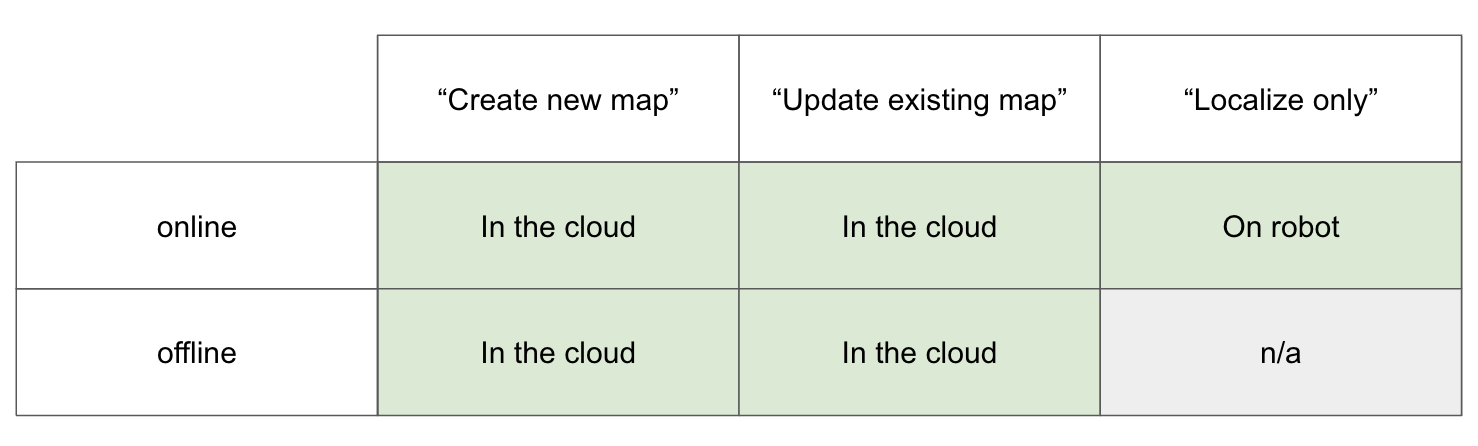 “Create new map” “Update existing map” “Localize only”
online In the cloud In the cloud On robot
offline In the cloud In the cloud n/a